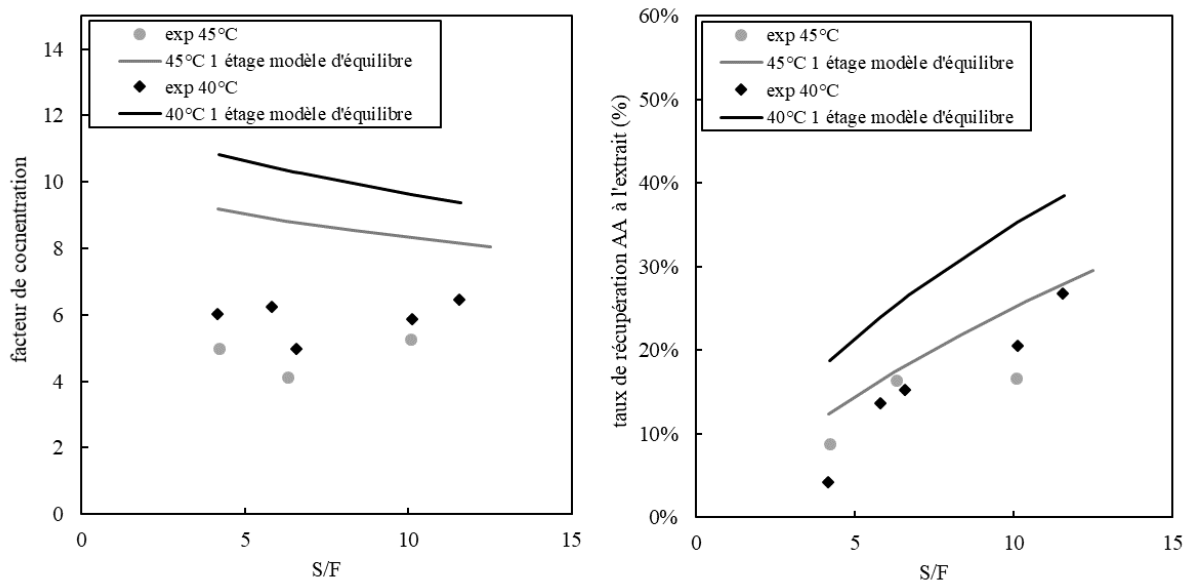 14
12
10
8
6
4
2
0
0
5
10
15
facteur de cocnentration
S/F
exp 45°C
45°C 1 étage modèle d'équilibre
exp 40°C
40°C 1 étage modèle d'équilibre
60%
50%
40%
30%
20%
10%
0%
0
5
10
15
taux de récupération AA à l'extrait (%)
S/F
exp 45°C
45°C 1 étage modèle d'équilibre
exp 40°C
40°C 1 étage modèle d'équilibre